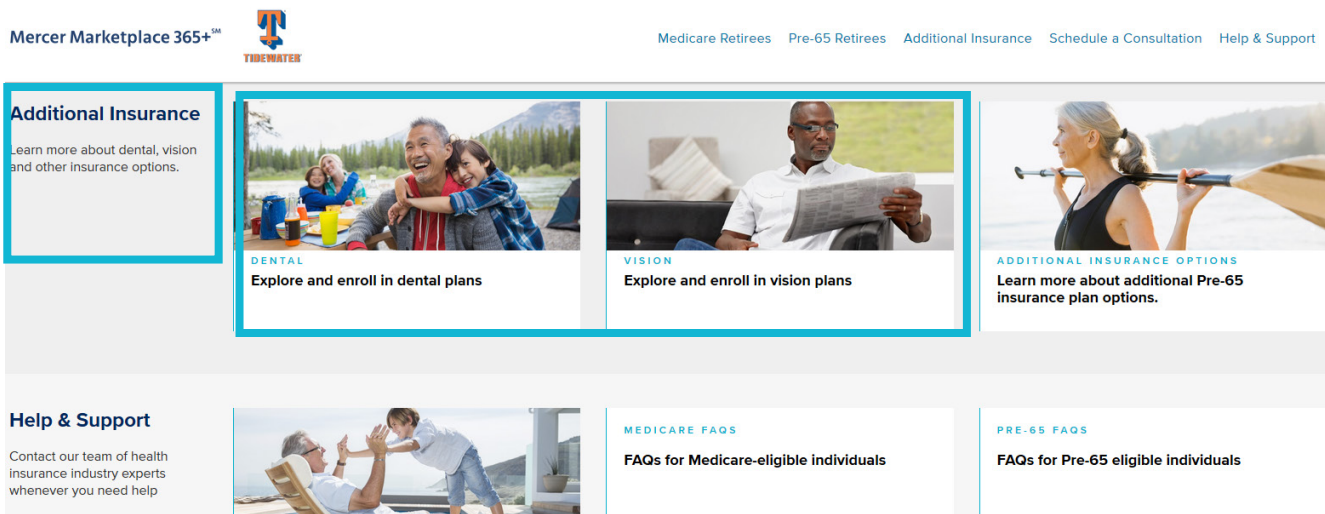 Mercer Marketplace 365+℠
TIDEWATER
Medicare Retirees Pre-65 Retirees Additional Insurance Schedule a Consultation Help & Support
Additional Insurance
Learn more about dental, vision
and other insurance options.
DENTAL
Explore and enroll in dental plans
VISION
Explore and enroll in vision plans
ADDITIONAL INSURANCE OPTIONS
Learn more about additional Pre-65
insurance plan options.
Help & Support
Contact our team of health
insurance industry experts
whenever you need help
MEDICARE FAQS
FAQs for Medicare-eligible individuals
PRE-65 FAQS
FAQs for Pre-65 eligible individuals